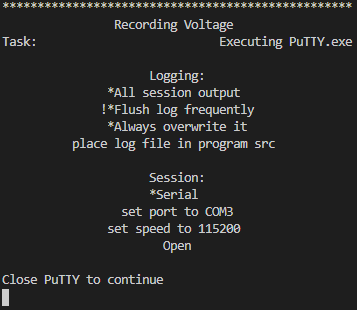 **************************************************
Recording Voltage
Task: Executing PuTTY.exe
Logging:
*All session output
!*Flush log frequently
*Always overwrite it
place log file in program src
Session:
*Serial
set port to COM3
set speed to 115200
Open
Close PuTTY to continue